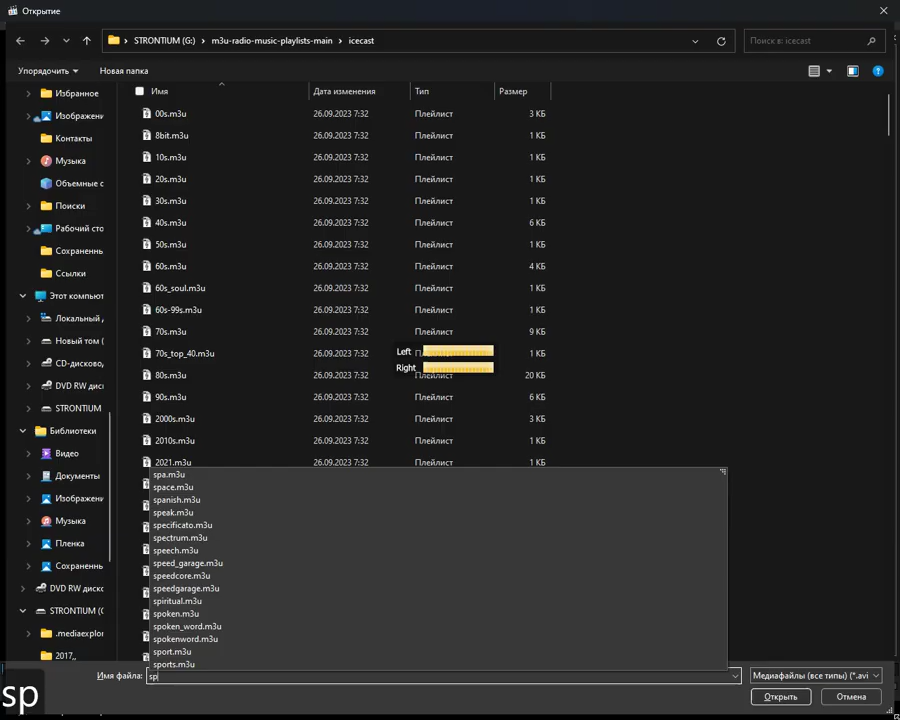 Открытие
STRONTIUM (G:) › m3u-radio-music-playlists-main › icecast
Поиск в: icecast
Упорядочить
Новая папка
Имя
Дата изменения
Тип
Размер
Избранное
Изображени
Контакты
Музыка
Объемные с
Поиски
Рабочий сто
Сохраненны
Ссылки
Этот компьют
Локальный д
Новый том (
CD-дисково
DVD RW дис
STRONTIUM
Библиотеки
Видео
Документы
Изображени
Музыка
Пленка
Сохраненны
DVD RW диско
STRONTIUM (G
.mediaexplor
2017,,
00s.m3u 26.09.2023 7:32 Плейлист 3 КБ
8bit.m3u 26.09.2023 7:32 Плейлист 1 КБ
10s.m3u 26.09.2023 7:32 Плейлист 1 КБ
20s.m3u 26.09.2023 7:32 Плейлист 1 КБ
30s.m3u 26.09.2023 7:32 Плейлист 1 КБ
40s.m3u 26.09.2023 7:32 Плейлист 6 КБ
50s.m3u 26.09.2023 7:32 Плейлист 1 КБ
60s.m3u 26.09.2023 7:32 Плейлист 4 КБ
60s_soul.m3u 26.09.2023 7:32 Плейлист 1 КБ
60s-99s.m3u 26.09.2023 7:32 Плейлист 1 КБ
70s.m3u 26.09.2023 7:32 Плейлист 9 КБ
70s_top_40.m3u 26.09.2023 7:32 1 КБ
80s.m3u 26.09.2023 7:32 Плейлист 20 КБ
90s.m3u 26.09.2023 7:32 Плейлист 6 КБ
2000s.m3u 26.09.2023 7:32 Плейлист 3 КБ
2010s.m3u 26.09.2023 7:32 Плейлист 1 КБ
2021.m3u 26.09.2023 7:32 Плейлист 1 КБ
Left
Right
spa.m3u
space.m3u
spanish.m3u
speak.m3u
specificato.m3u
spectrum.m3u
speech.m3u
speed_garage.m3u
speedcore.m3u
speedgarage.m3u
spiritual.m3u
spoken.m3u
spoken_word.m3u
spokenword.m3u
sport.m3u
sports.m3u
Имя файла: sp
Медиафайлы (все типы) (*.avi
Открыть
Отмена
sp